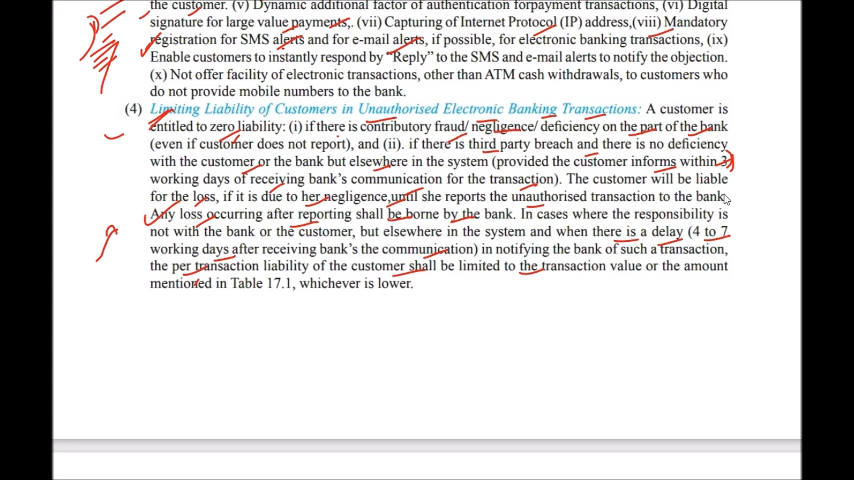 the customer. (v) Dynamic additional factor of authentication forpayment transactions, (vi) Digital
signature for large value payments,. (vii) Capturing of Internet Protocol (IP) address,(viii) Mandatory
registration for SMS alerts and for e-mail alerts, if possible, for electronic banking transactions, (ix)
Enable customers to instantly respond by “Reply” to the SMS and e-mail alerts to notify the objection.
(x) Not offer facility of electronic transactions, other than ATM cash withdrawals, to customers who
do not provide mobile numbers to the bank.
(4) Limiting Liability of Customers in Unauthorised Electronic Banking Transactions: A customer is
entitled to zero liability: (i) if there is contributory fraud/ negligence/ deficiency on the part of the bank
(even if customer does not report), and (ii). if there is third party breach and there is no deficiency
with the customer or the bank but elsewhere in the system (provided the customer informs within 3
working days of receiving bank’s communication for the transaction). The customer will be liable
for the loss, if it is due to her negligence,until she reports the unauthorised transaction to the bank.
Any loss occurring after reporting shall be borne by the bank. In cases where the responsibility is
not with the bank or the customer, but elsewhere in the system and when there is a delay (4 to 7
working days after receiving bank’s the communication) in notifying the bank of such a transaction,
the per transaction liability of the customer shall be limited to the transaction value or the amount
mentioned in Table 17.1, whichever is lower.